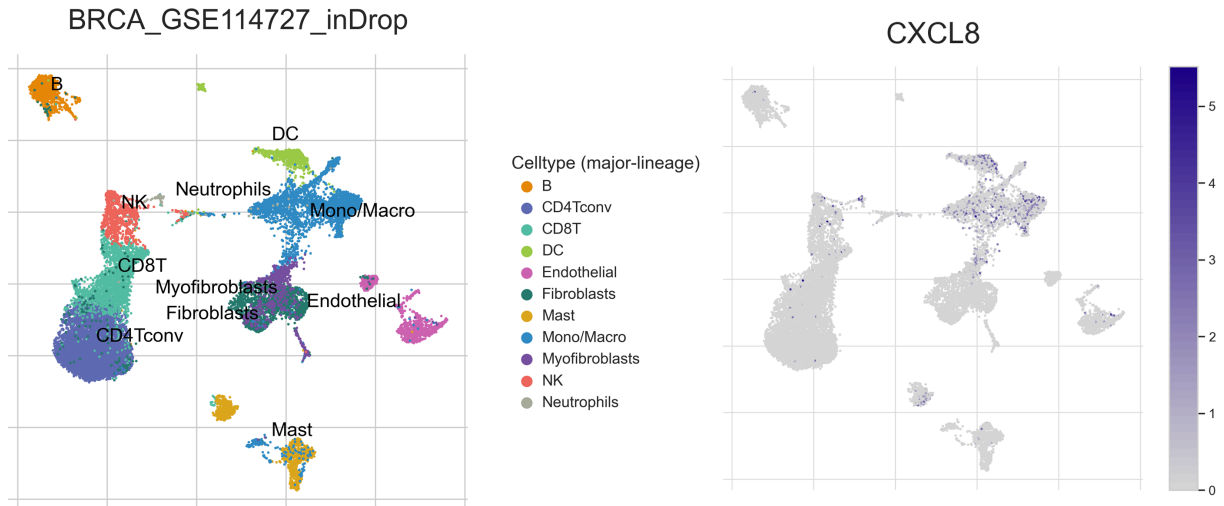 BRCA_GSE114727_inDrop
B
DC
Neutrophils
NK
Mono/Macro
CD8T
Myofibroblasts
Endothelial
Fibroblasts
CD4Tconv
Mast
Celltype (major-lineage)
B
CD4Tconv
CD8T
DC
Endothelial
Fibroblasts
Mast
Mono/Macro
Myofibroblasts
NK
Neutrophils
CXCL8
5
4
3
2
1
0